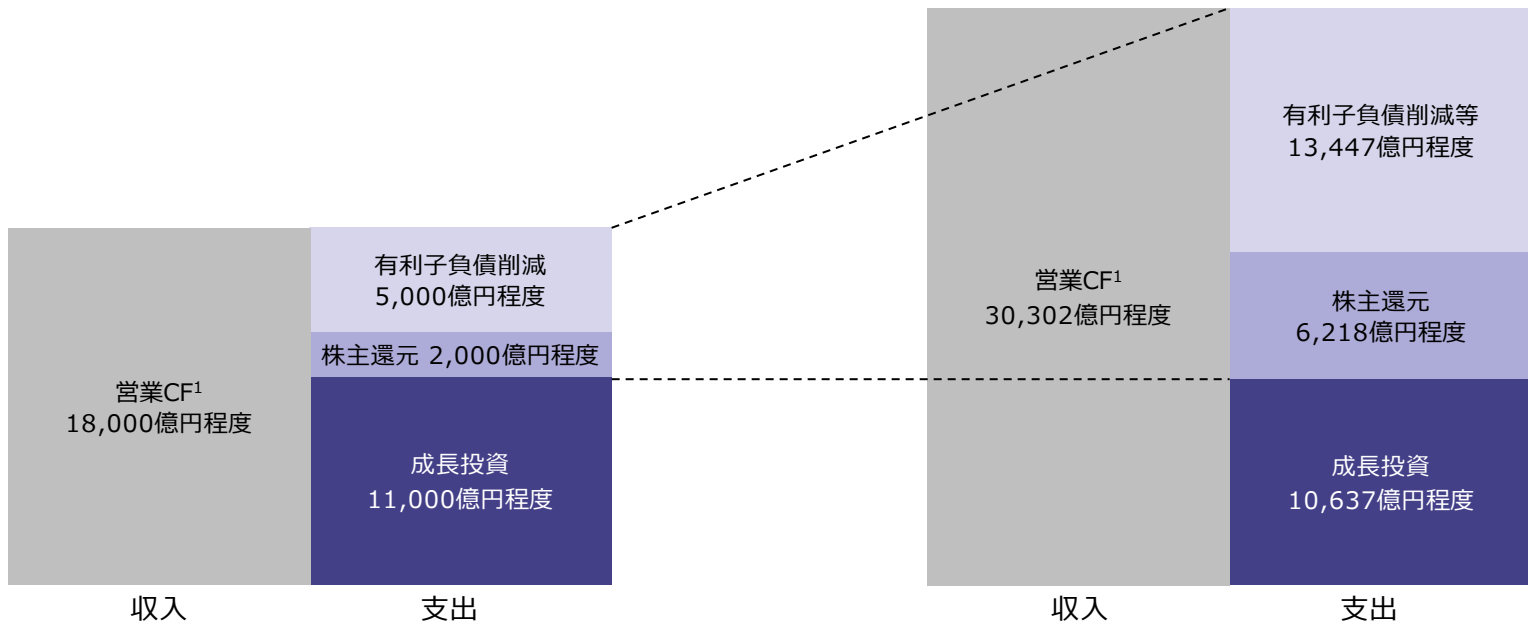 営業CF¹
18,000億円程度
有利子負債削減
5,000億円程度
株主還元 2,000億円程度
成長投資
11,000億円程度
収入
支出
営業CF¹
30,302億円程度
有利子負債削減等
13,447億円程度
株主還元
6,218億円程度
成長投資
10,637億円程度
収入
支出